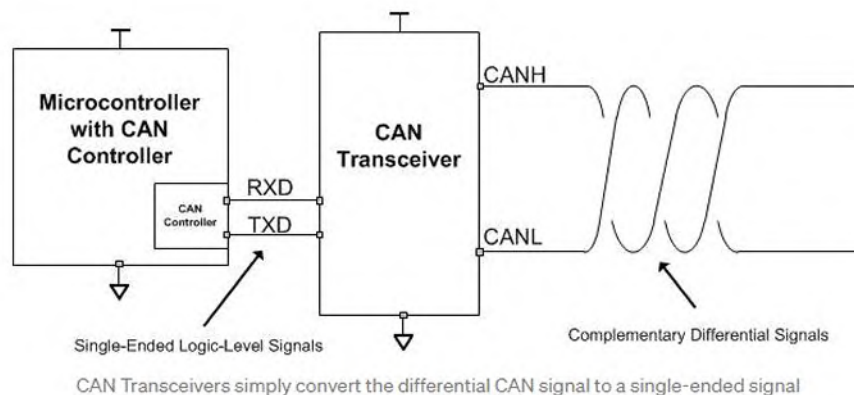 Microcontroller
with CAN
Controller
CAN
Controller
RXD
TXD
CAN
Transceiver
CANH
CANL
Single-Ended Logic-Level Signals
Complementary Differential Signals
CAN Transceivers simply convert the differential CAN signal to a single-ended signal